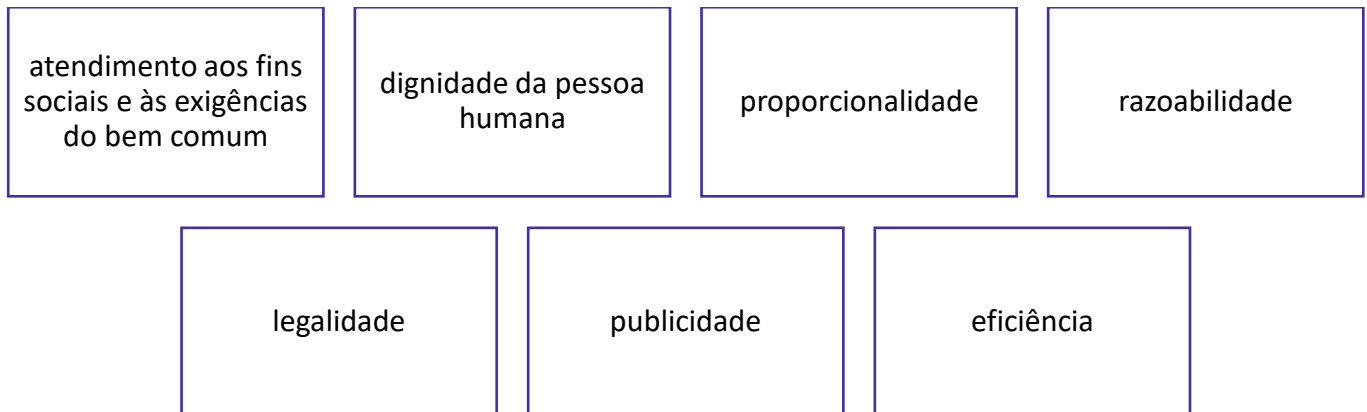 atendimento aos fins
sociais e às exigências
do bem comum
dignidade da pessoa
humana
proporcionalidade
razoabilidade
legalidade
publicidade
eficiência